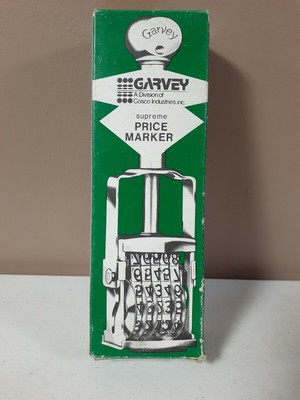 Garvey
GARVEY
A Division of
Cosco Industries, inc.
supreme
PRICE
MARKER